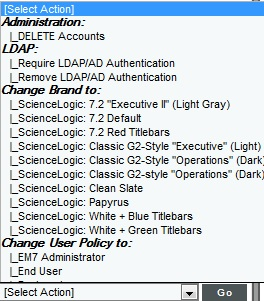 [Select Action]
Administration:
|_DELETE Accounts
LDAP:
|_Require LDAP/AD Authentication
|_Remove LDAP/AD Authentication
Change Brand to:
|_ScienceLogic: 7.2 "Executive II" (Light Gray)
|_ScienceLogic: 7.2 Default
|_ScienceLogic: 7.2 Red Titlebars
|_ScienceLogic: Classic G2-Style "Executive" (Light)
|_ScienceLogic: Classic G2-Style "Operations" (Dark)
|_ScienceLogic: Classic G2-style "Operations" (Dark)
|_ScienceLogic: Clean Slate
|_ScienceLogic: Papyrus
|_ScienceLogic: White + Blue Titlebars
|_ScienceLogic: White + Green Titlebars
Change User Policy to:
|_EM7 Administrator
|_End User
[Select Action]
Go